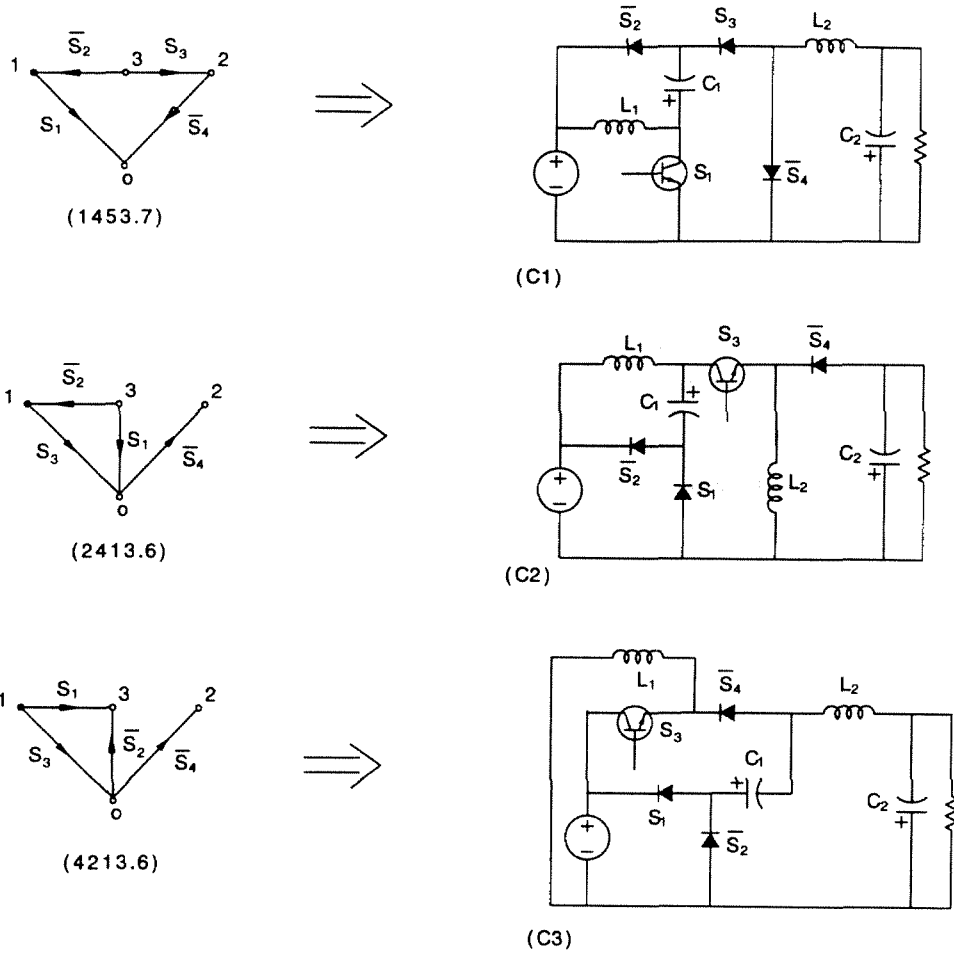 S̄₂ S₃
1 3 2
S₁ S̄₄
o
(1453.7)
S̄₂ S₃ L₂
C₁
+
L₁
+
−
S₁ S̄₄
C₂
+
(C1)
S̄₂
1 3 2
S₃ S₁ S̄₄
o
(2413.6)
L₁ S₃ S̄₄
C₁ +
S̄₂
+
−
S₁ L₂
C₂
+
(C2)
S₁
1 3 2
S₃ S̄₂ S̄₄
o
(4213.6)
L₁ S̄₄ L₂
S₃
C₁
+
S₁
S̄₂
+
−
C₂
+
(C3)